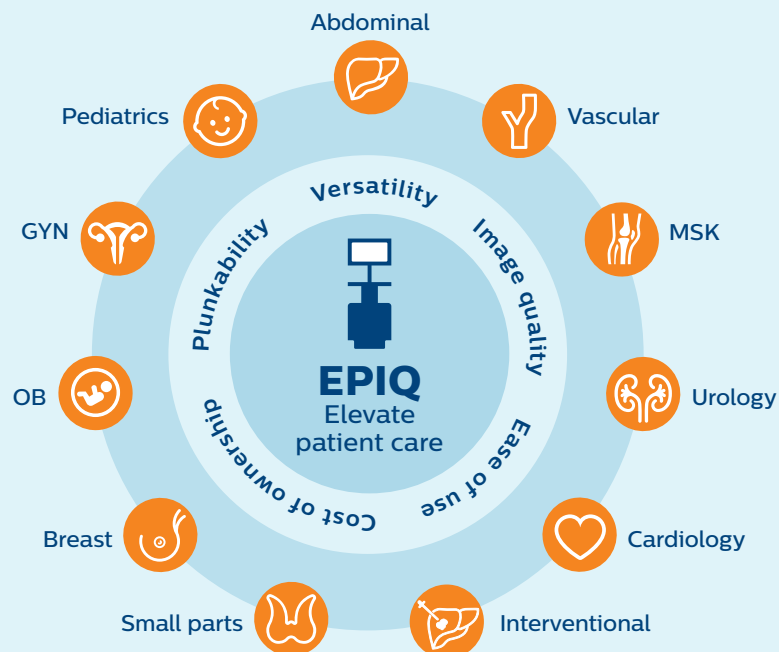 Abdominal
Pediatrics
Vascular
GYN
MSK
OB
Urology
Breast
Cardiology
Small parts
Interventional
Versatility
Image quality
Ease of use
Cost of ownership
Plunkability
EPIQ
Elevate
patient care